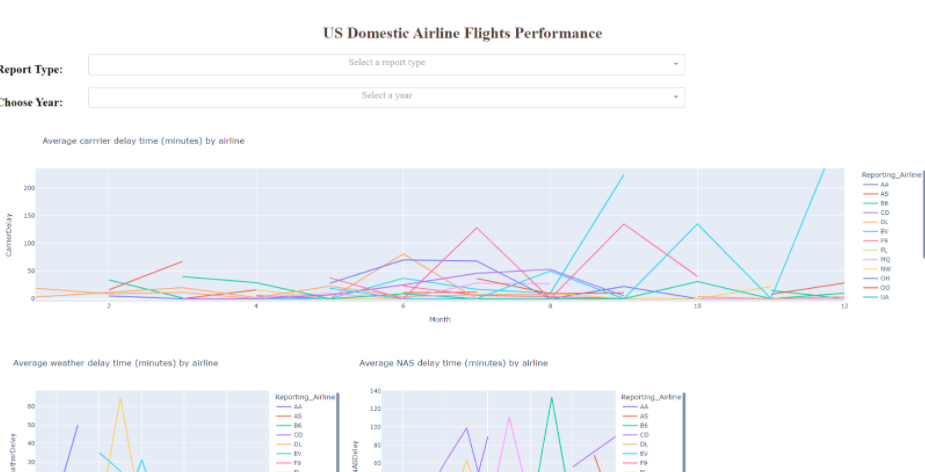 US Domestic Airline Flights Performance
Report Type:
Select a report type
Choose Year:
Select a year
Average carrrier delay time (minutes) by airline
Reporting_Airline
AA
AS
B6
CO
DL
EV
F9
FL
MQ
NW
OH
OO
UA
CarrierDelay
200
150
100
50
0
2
4
6
8
10
12
Month
Average weather delay time (minutes) by airline
60
50
40
30
Reporting_Airline
AA
AS
B6
CO
DL
EV
F9
Average NAS delay time (minutes) by airline
NASDelay
140
120
100
80
60
Reporting_Airline
AA
AS
B6
CO
DL
EV
F9